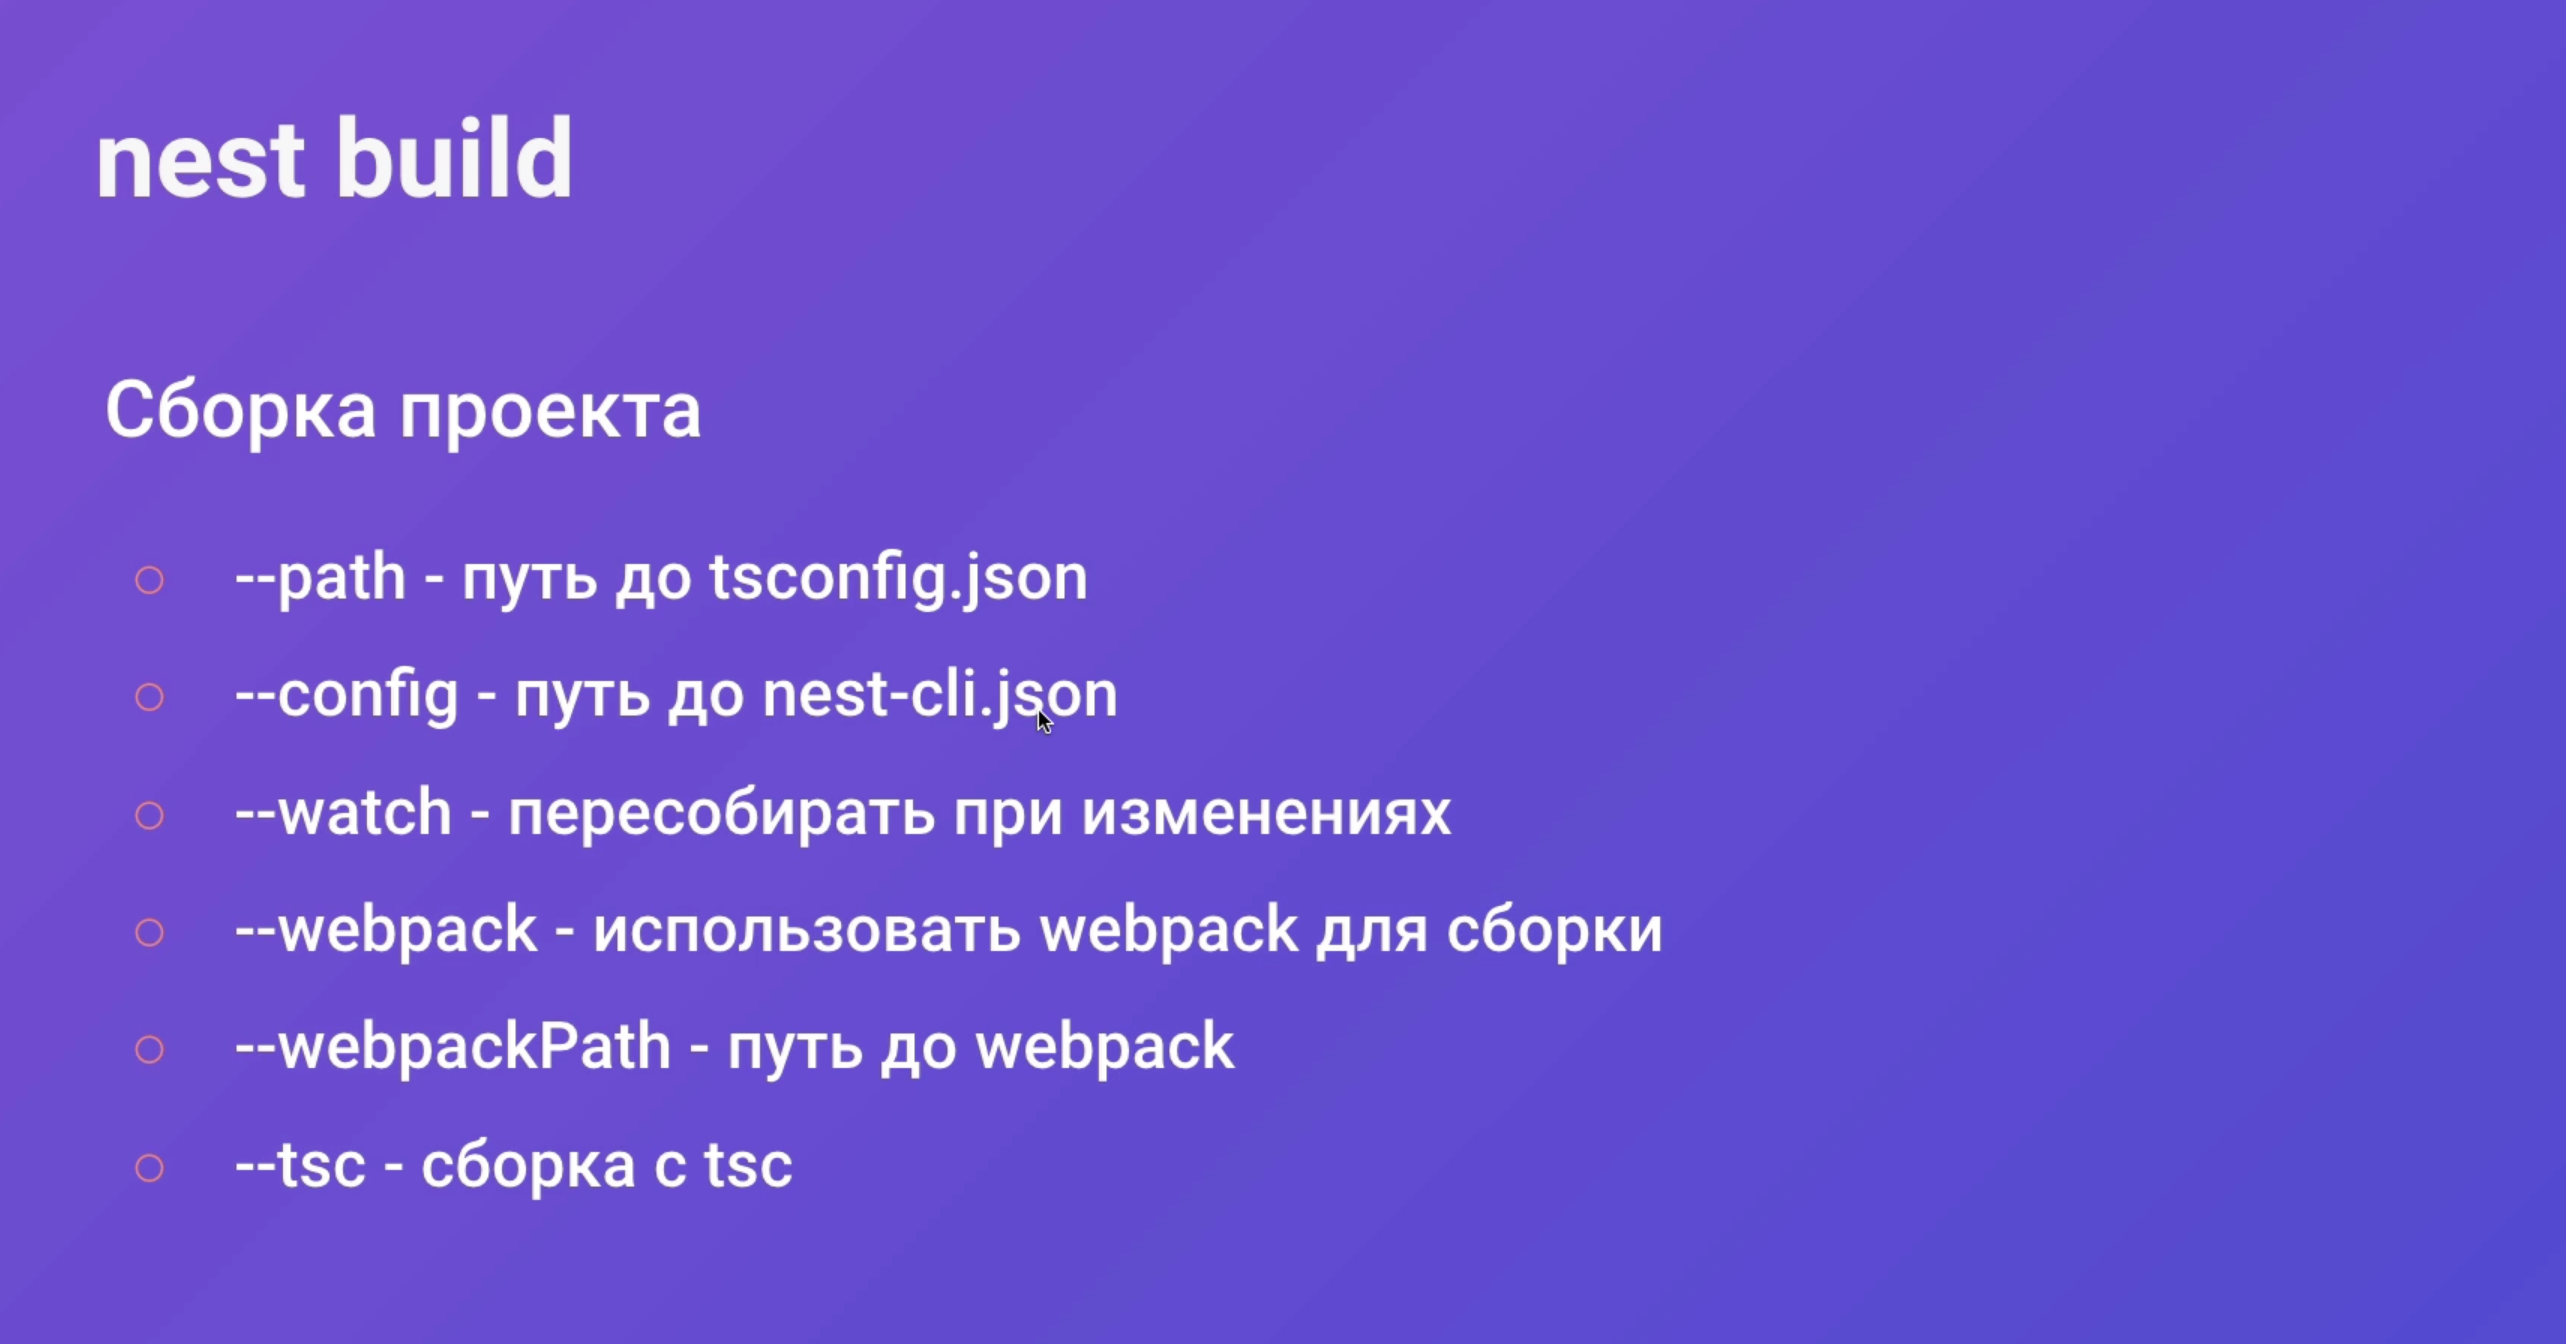 nest build
Сборка проекта
--path - путь до tsconfig.json
--config - путь до nest-cli.json
--watch - пересобирать при изменениях
--webpack - использовать webpack для сборки
--webpackPath - путь до webpack
--tsc - сборка с tsc